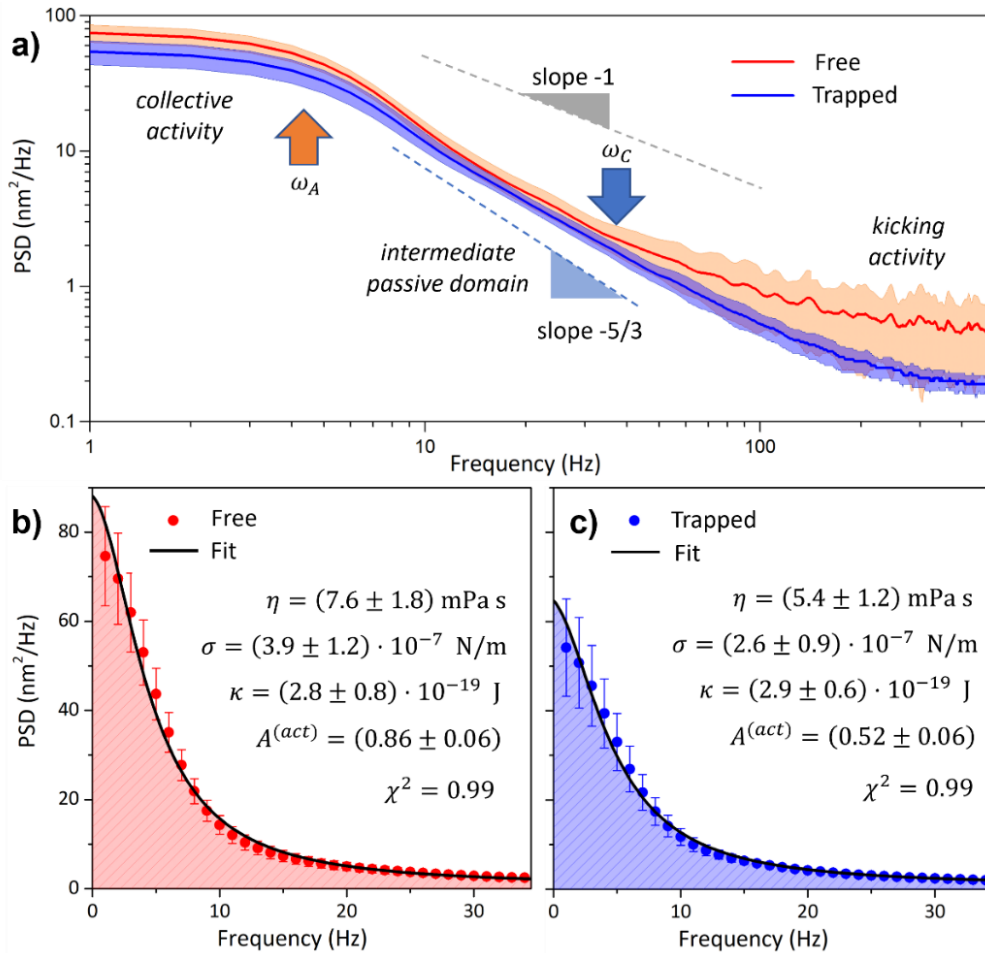 a)
PSD (nm²/Hz)
100
10
1
0.1
collective
activity
ω_A
slope -1
Free
Trapped
ω_C
intermediate
passive domain
slope -5/3
kicking
activity
1
10
100
Frequency (Hz)
b)
PSD (nm²/Hz)
80
60
40
20
0
Free
Fit
η = (7.6 ± 1.8) mPa s
σ = (3.9 ± 1.2) · 10⁻⁷ N/m
κ = (2.8 ± 0.8) · 10⁻¹⁹ J
A^(act) = (0.86 ± 0.06)
χ² = 0.99
0 10 20 30
Frequency (Hz)
c)
Trapped
Fit
η = (5.4 ± 1.2) mPa s
σ = (2.6 ± 0.9) · 10⁻⁷ N/m
κ = (2.9 ± 0.6) · 10⁻¹⁹ J
A^(act) = (0.52 ± 0.06)
χ² = 0.99
0 10 20 30
Frequency (Hz)